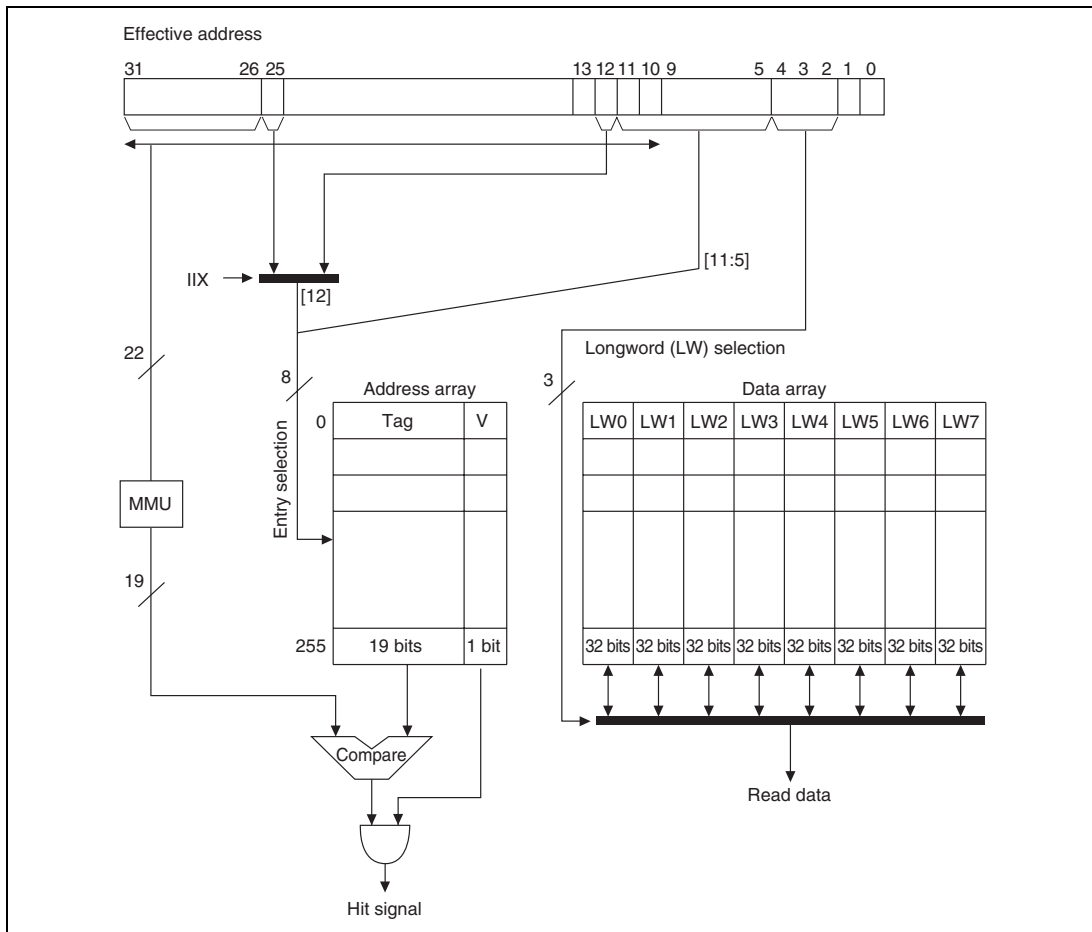 Effective address
31 26 25 13 12 11 10 9 5 4 3 2 1 0
IIX
[12]
[11:5]
22
8
3
Longword (LW) selection
Entry selection
Address array
Data array
0 Tag V
LW0 LW1 LW2 LW3 LW4 LW5 LW6 LW7
MMU
19
255 19 bits 1 bit
32 bits 32 bits 32 bits 32 bits 32 bits 32 bits 32 bits 32 bits
Compare
Read data
Hit signal